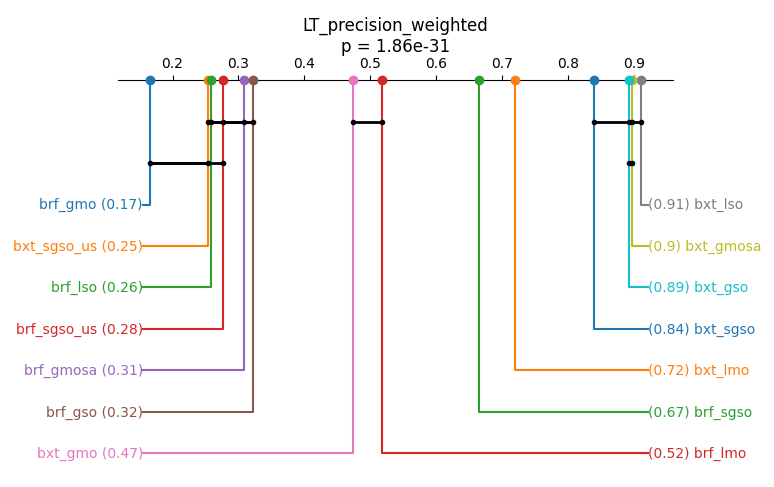 LT_precision_weighted
p = 1.86e-31
0.2 0.3 0.4 0.5 0.6 0.7 0.8 0.9
brf_gmo (0.17) (0.91) bxt_lso
bxt_sgso_us (0.25) (0.9) bxt_gmosa
brf_lso (0.26) (0.89) bxt_gso
brf_sgso_us (0.28) (0.84) bxt_sgso
brf_gmosa (0.31) (0.72) bxt_lmo
brf_gso (0.32) (0.67) brf_sgso
bxt_gmo (0.47) (0.52) brf_lmo